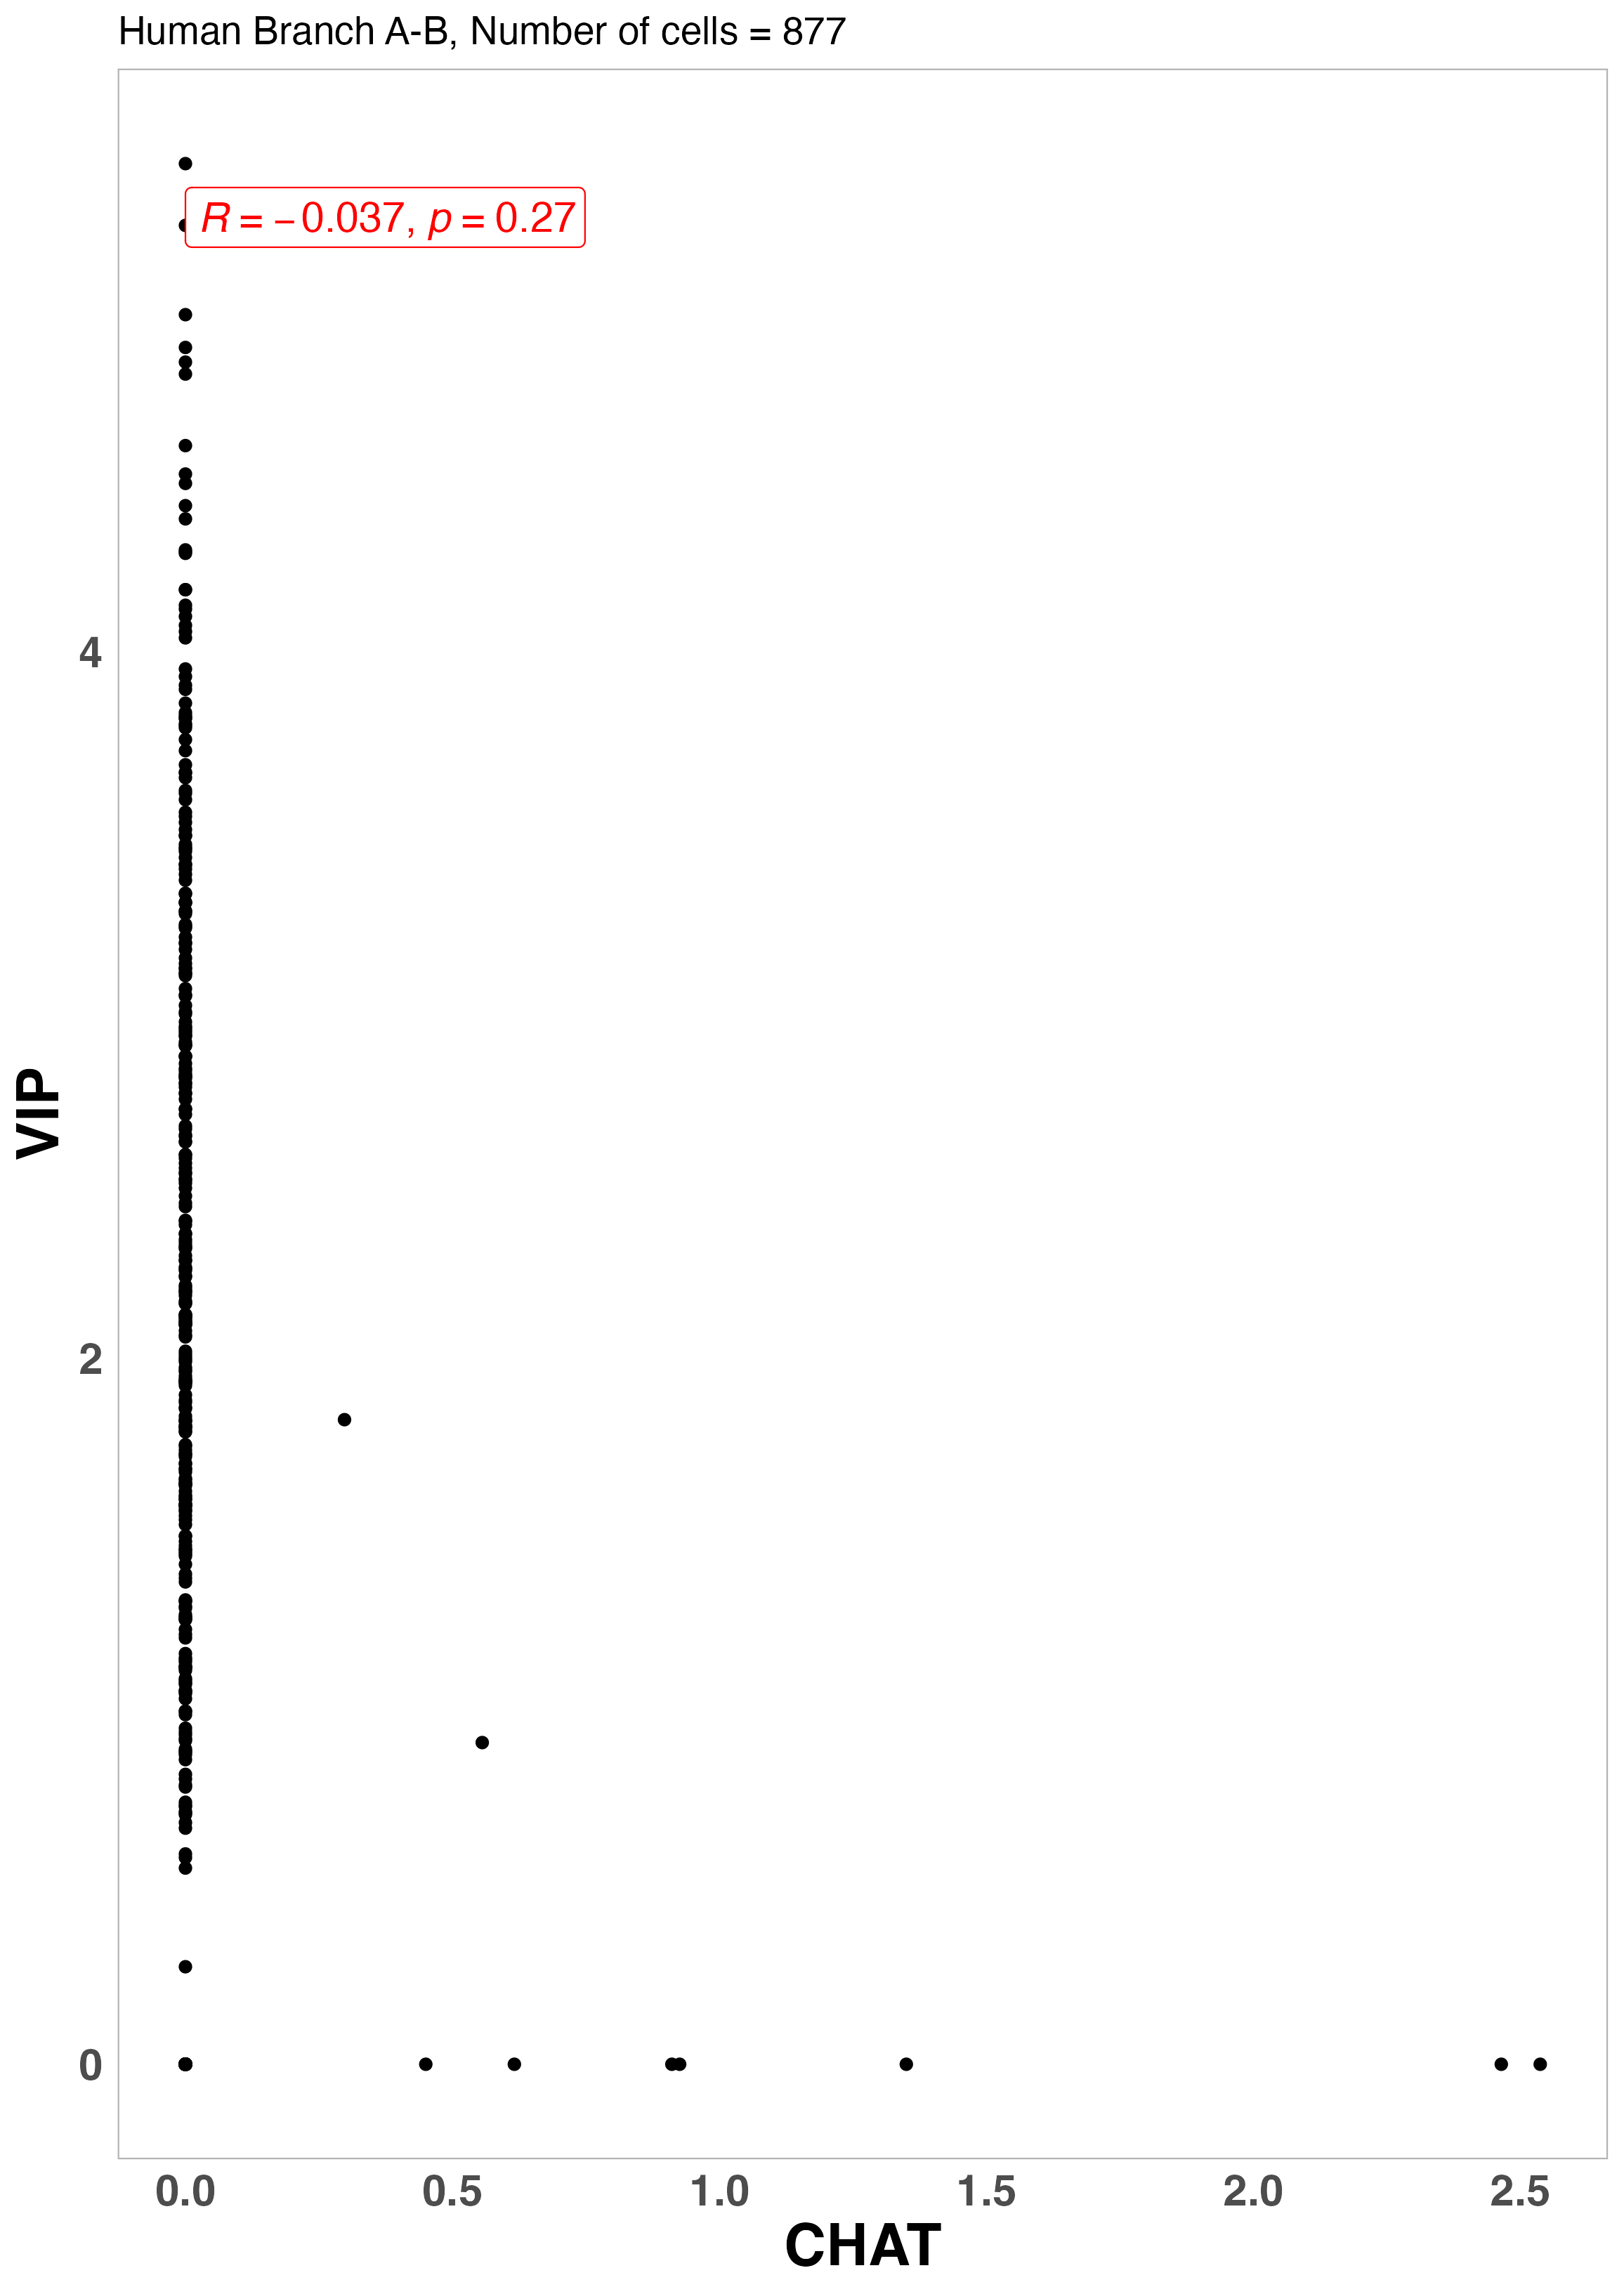 Human Branch A-B, Number of cells = 877
R = −0.037, p = 0.27
4
VIP
2
0
0.0 0.5 1.0 1.5 2.0 2.5
CHAT